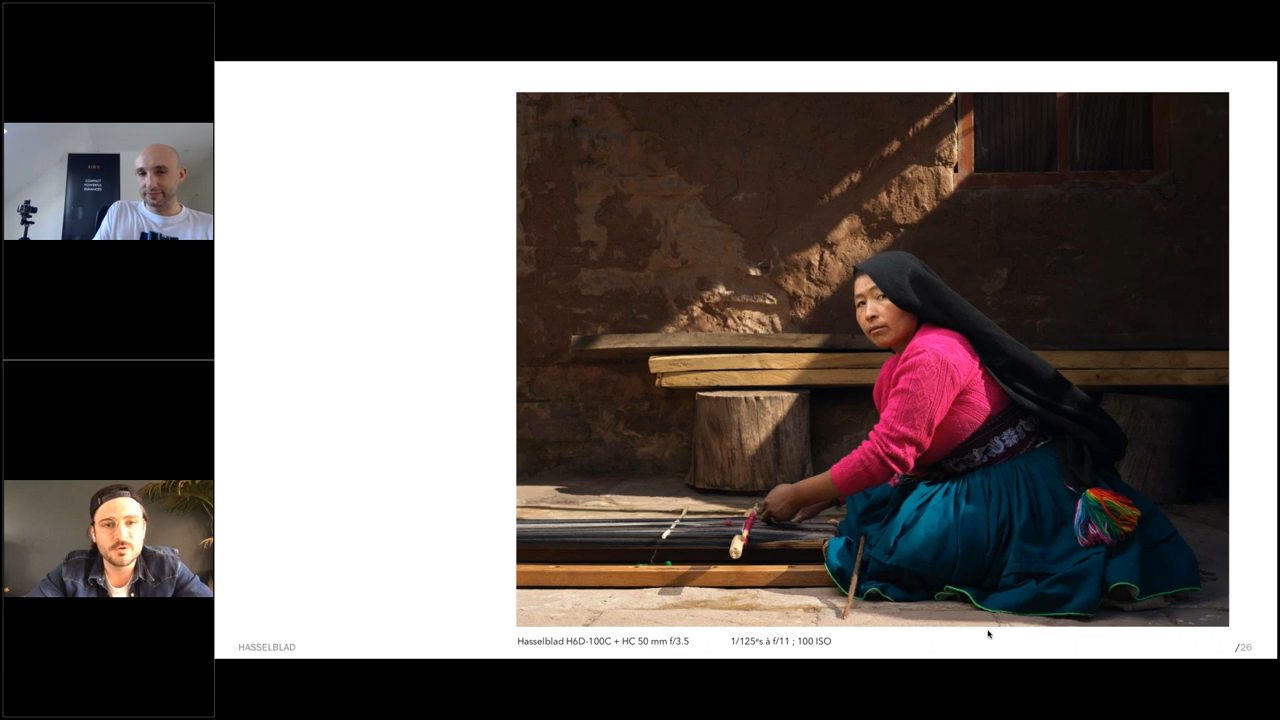 Hasselblad H6D-100C + HC 50 mm f/3.5
1/125ᵉs à f/11 ; 100 ISO
HASSELBLAD
/26